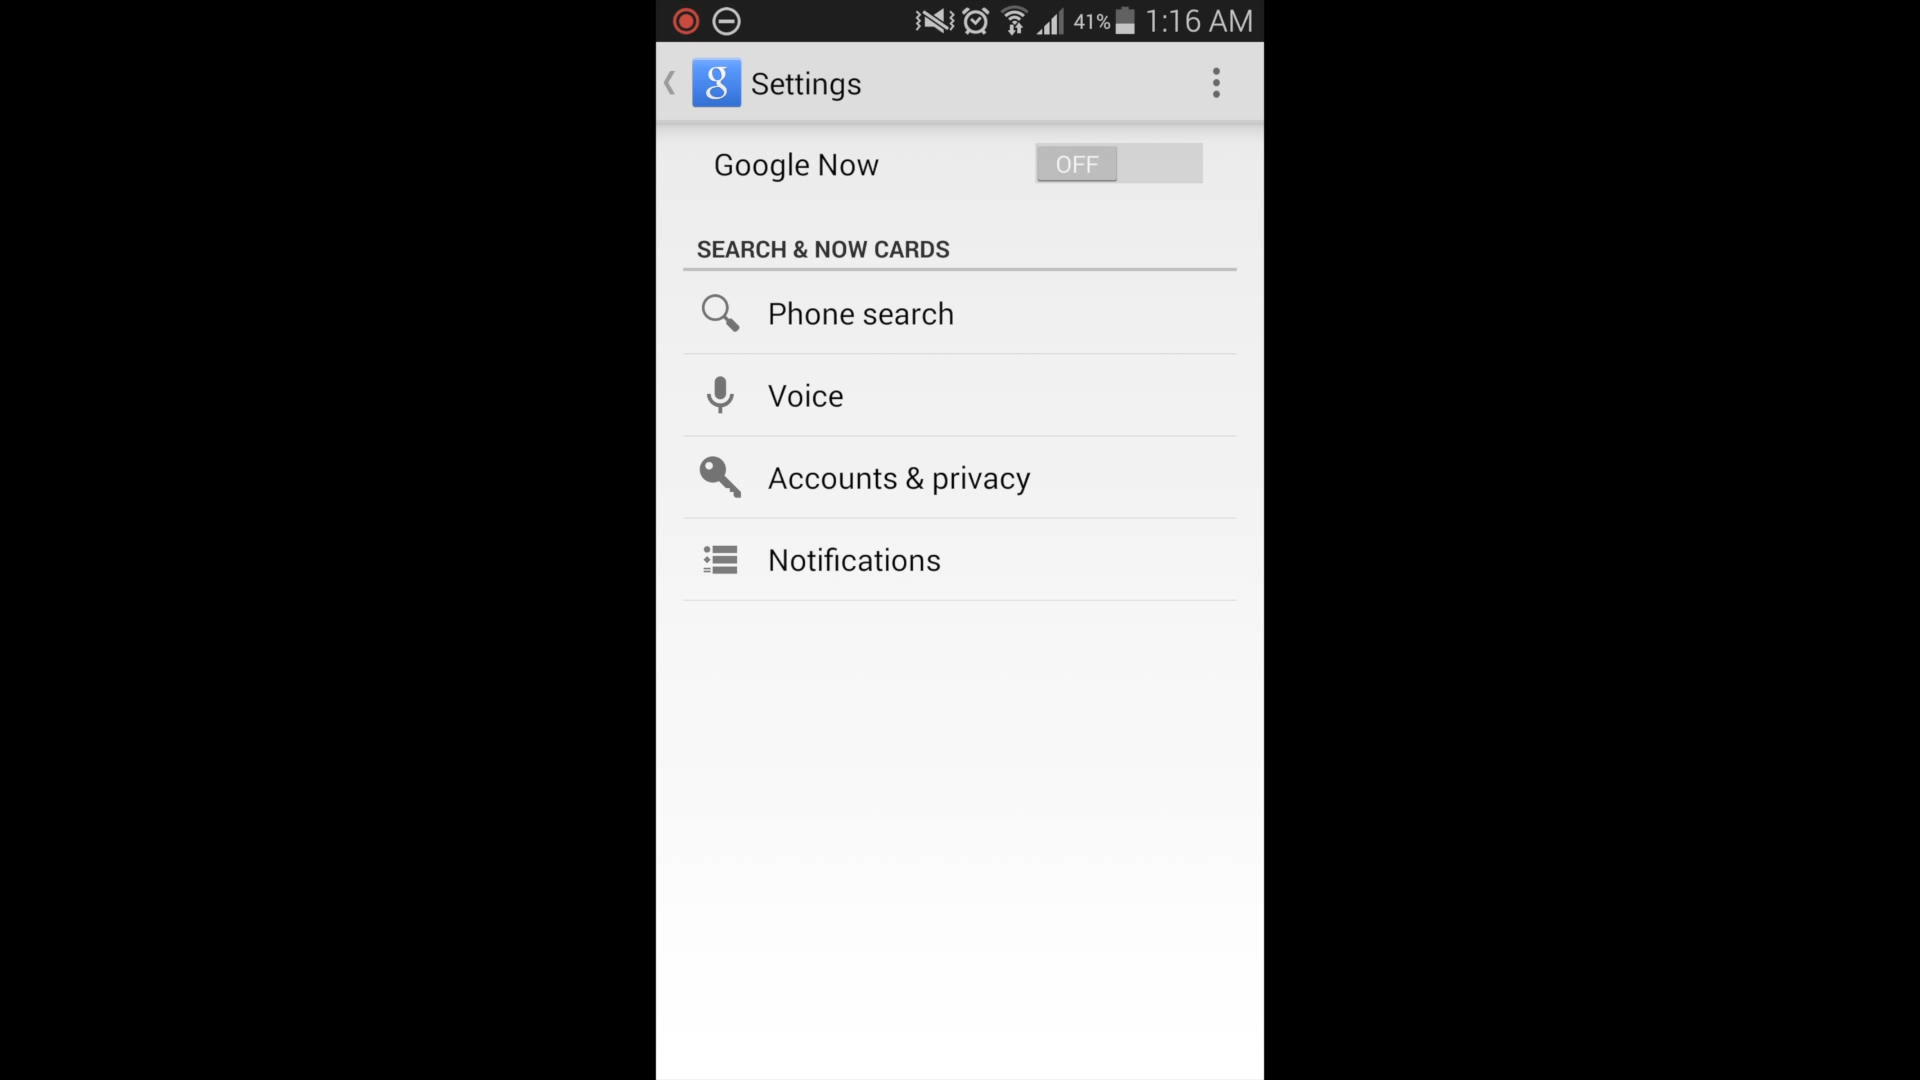 41% 1:16 AM
g Settings
Google Now OFF
SEARCH & NOW CARDS
Phone search
Voice
Accounts & privacy
Notifications